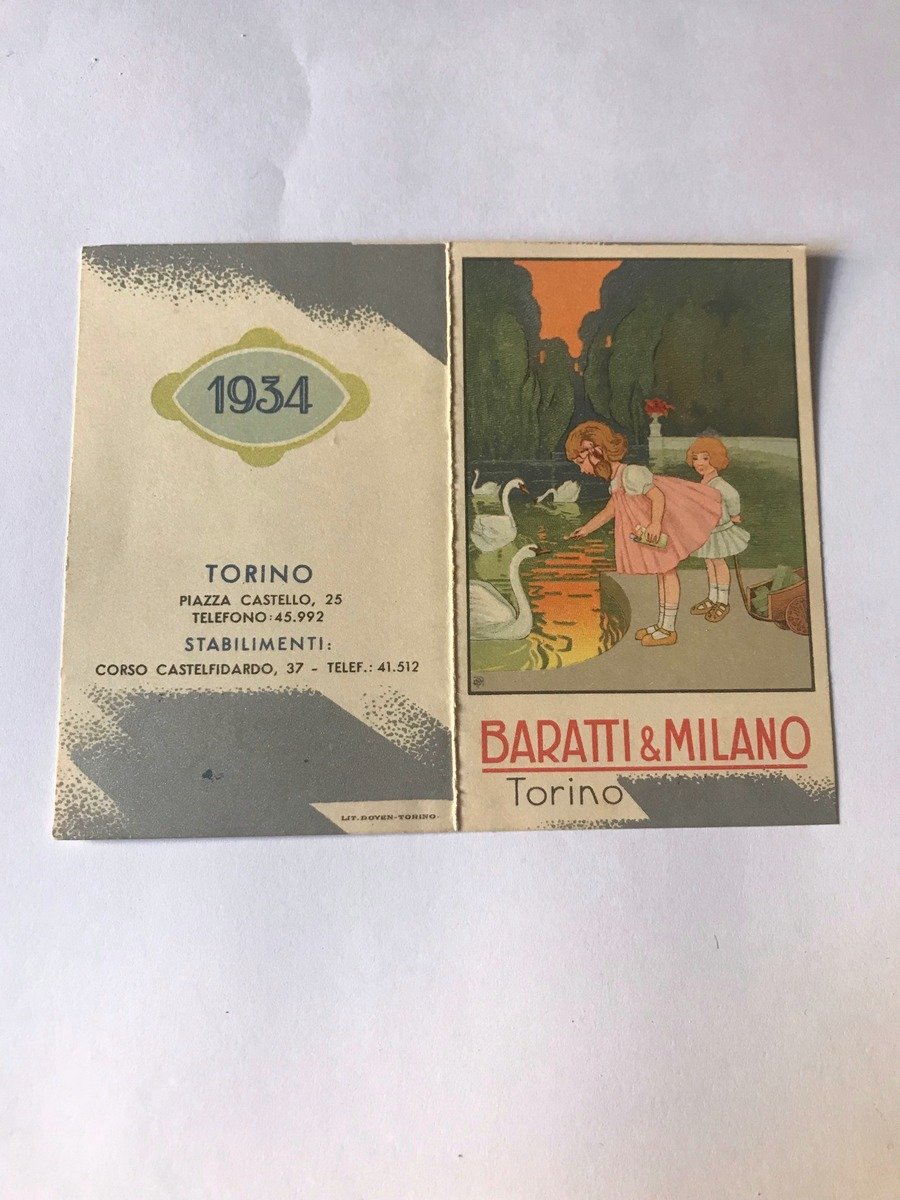 1934
TORINO
PIAZZA CASTELLO, 25
TELEFONO: 45.992
STABILIMENTI:
CORSO CASTELFIDARDO, 37 - TELEF.: 41.512
LIT. DOYEN-TORINO
BARATTI & MILANO
Torino